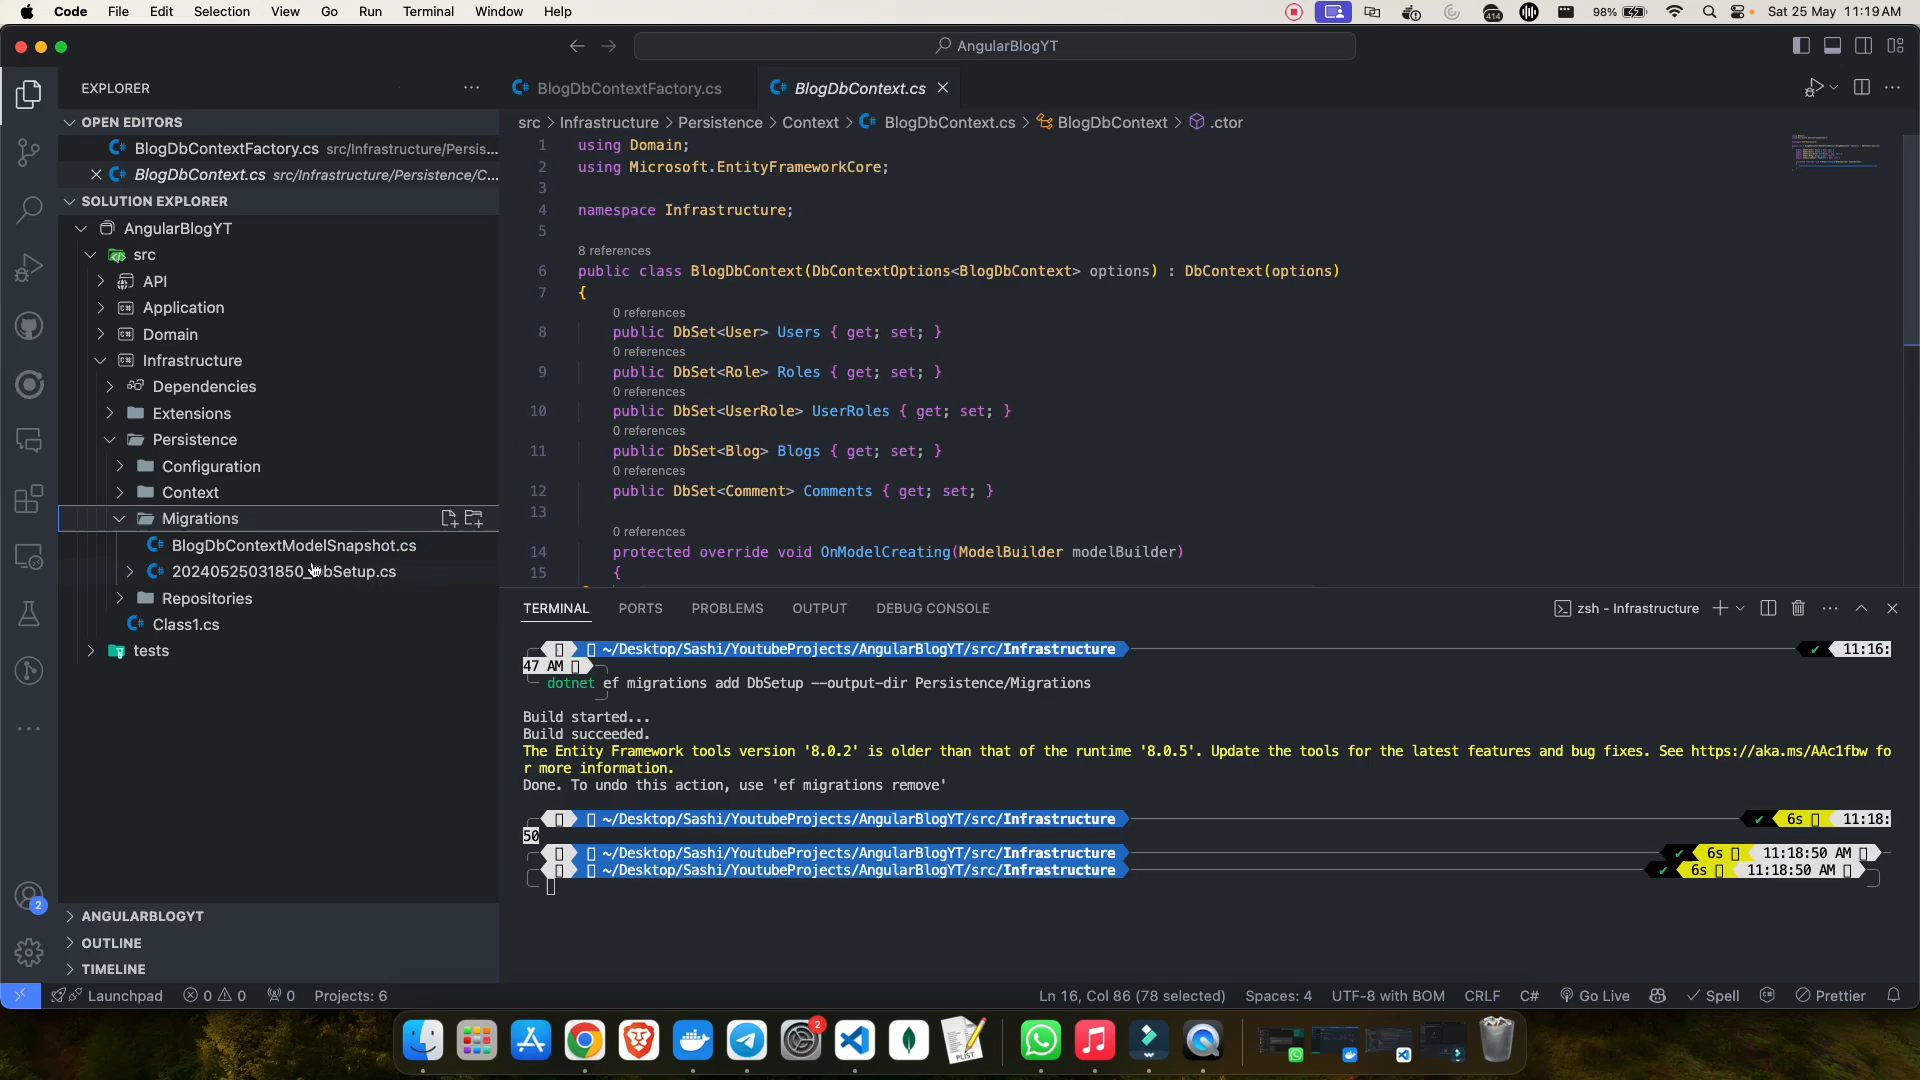 Code File Edit Selection View Go Run Terminal Window Help
414 98% Sat 25 May 11:19 AM
AngularBlogYT
EXPLORER
OPEN EDITORS
BlogDbContextFactory.cs src/Infrastructure/Persis...
BlogDbContext.cs src/Infrastructure/Persistence/C...
SOLUTION EXPLORER
AngularBlogYT
src
API
Application
Domain
Infrastructure
Dependencies
Extensions
Persistence
Configuration
Context
Migrations
BlogDbContextModelSnapshot.cs
20240525031850_DbSetup.cs
Repositories
Class1.cs
tests
ANGULARBLOGYT
OUTLINE
TIMELINE
BlogDbContextFactory.cs BlogDbContext.cs
src > Infrastructure > Persistence > Context > BlogDbContext.cs > BlogDbContext > .ctor
1 using Domain;
2 using Microsoft.EntityFrameworkCore;
3
4 namespace Infrastructure;
5
8 references
6 public class BlogDbContext(DbContextOptions<BlogDbContext> options) : DbContext(options)
7 {
0 references
8 public DbSet<User> Users { get; set; }
0 references
9 public DbSet<Role> Roles { get; set; }
0 references
10 public DbSet<UserRole> UserRoles { get; set; }
0 references
11 public DbSet<Blog> Blogs { get; set; }
0 references
12 public DbSet<Comment> Comments { get; set; }
13
0 references
14 protected override void OnModelCreating(ModelBuilder modelBuilder)
15 {
TERMINAL PORTS PROBLEMS OUTPUT DEBUG CONSOLE
zsh - Infrastructure
~/Desktop/Sashi/YoutubeProjects/AngularBlogYT/src/Infrastructure ✔ 11:16:
47 AM
dotnet ef migrations add DbSetup --output-dir Persistence/Migrations
Build started...
Build succeeded.
The Entity Framework tools version '8.0.2' is older than that of the runtime '8.0.5'. Update the tools for the latest features and bug fixes. See https://aka.ms/AAc1fbw fo
r more information.
Done. To undo this action, use 'ef migrations remove'
~/Desktop/Sashi/YoutubeProjects/AngularBlogYT/src/Infrastructure ✔ 6s 11:18:
50
~/Desktop/Sashi/YoutubeProjects/AngularBlogYT/src/Infrastructure ✔ 6s 11:18:50 AM
~/Desktop/Sashi/YoutubeProjects/AngularBlogYT/src/Infrastructure ✔ 6s 11:18:50 AM
2
Launchpad 0 0 0 Projects: 6
Ln 16, Col 86 (78 selected) Spaces: 4 UTF-8 with BOM CRLF C# Go Live Spell Prettier
2
PLIST